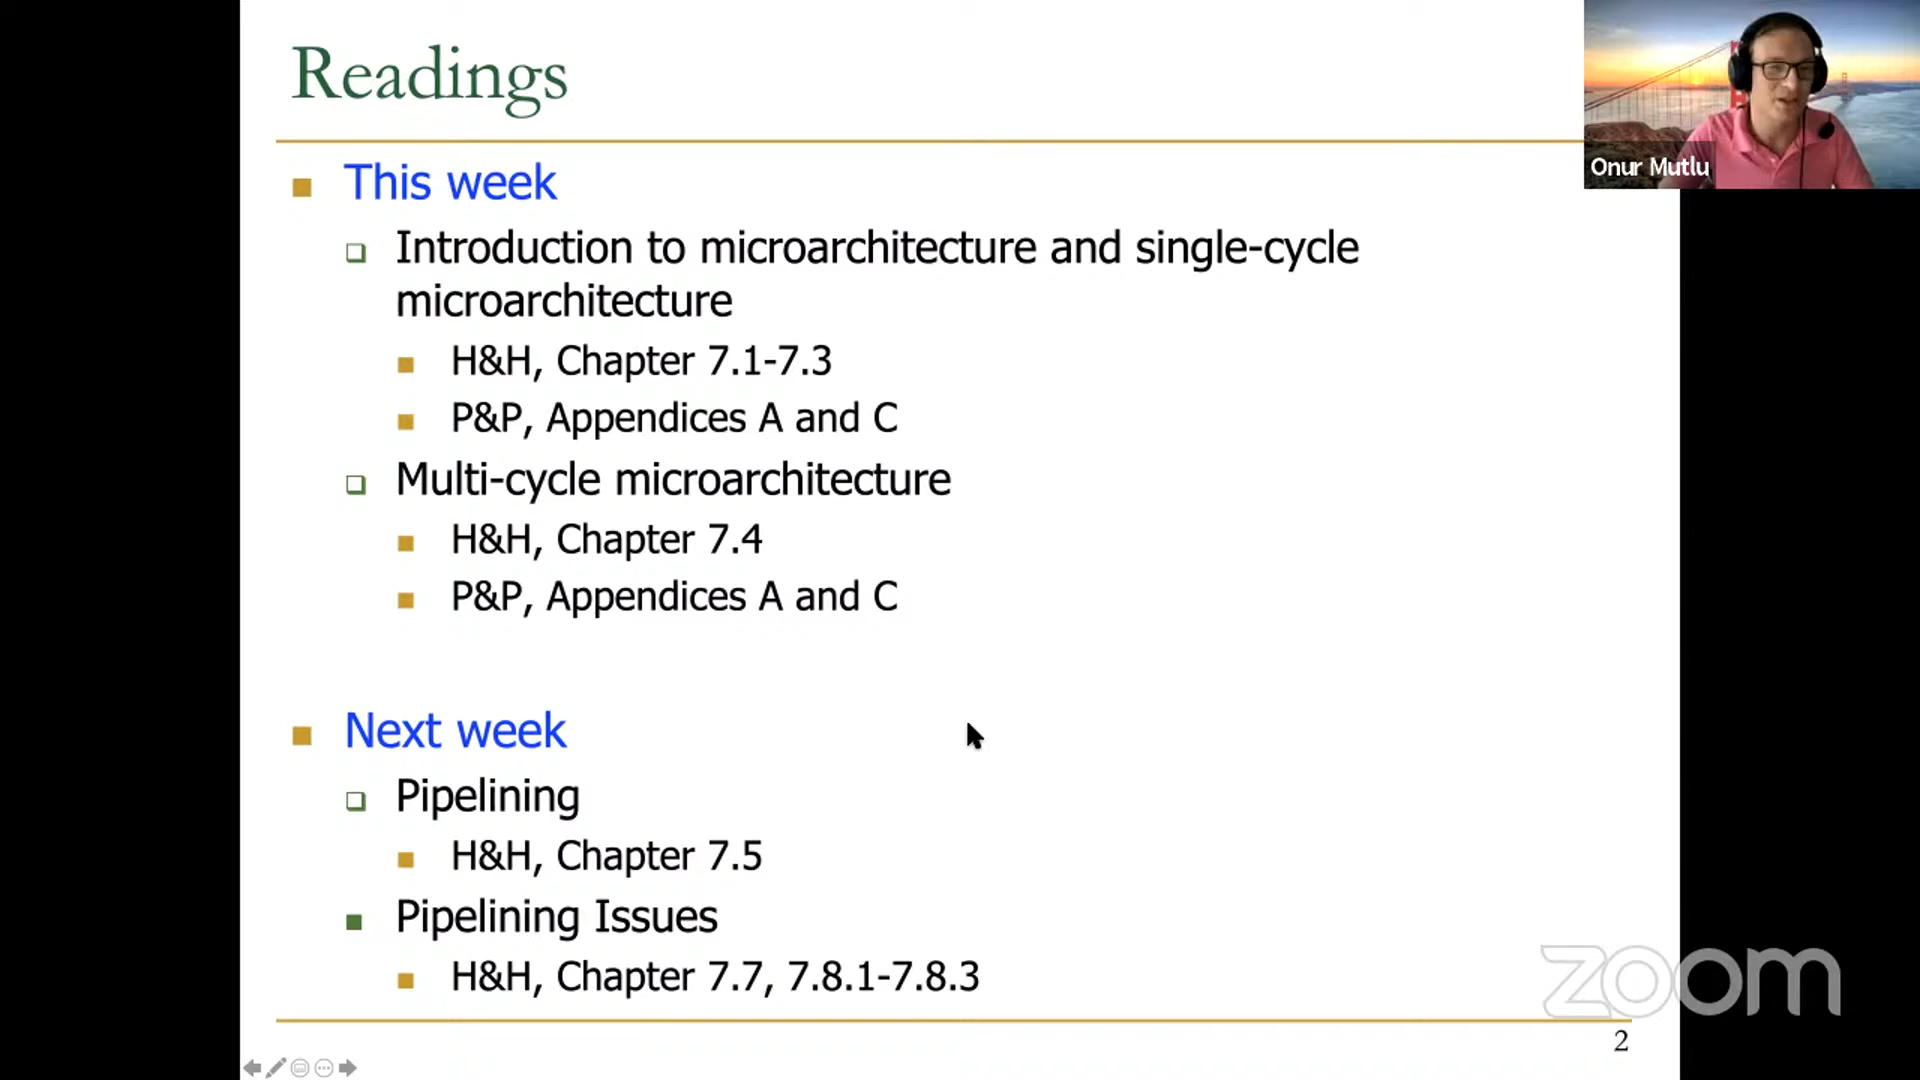 Readings
Onur Mutlu
This week
Introduction to microarchitecture and single-cycle
microarchitecture
H&H, Chapter 7.1-7.3
P&P, Appendices A and C
Multi-cycle microarchitecture
H&H, Chapter 7.4
P&P, Appendices A and C
Next week
Pipelining
H&H, Chapter 7.5
Pipelining Issues
H&H, Chapter 7.7, 7.8.1-7.8.3
zoom
2